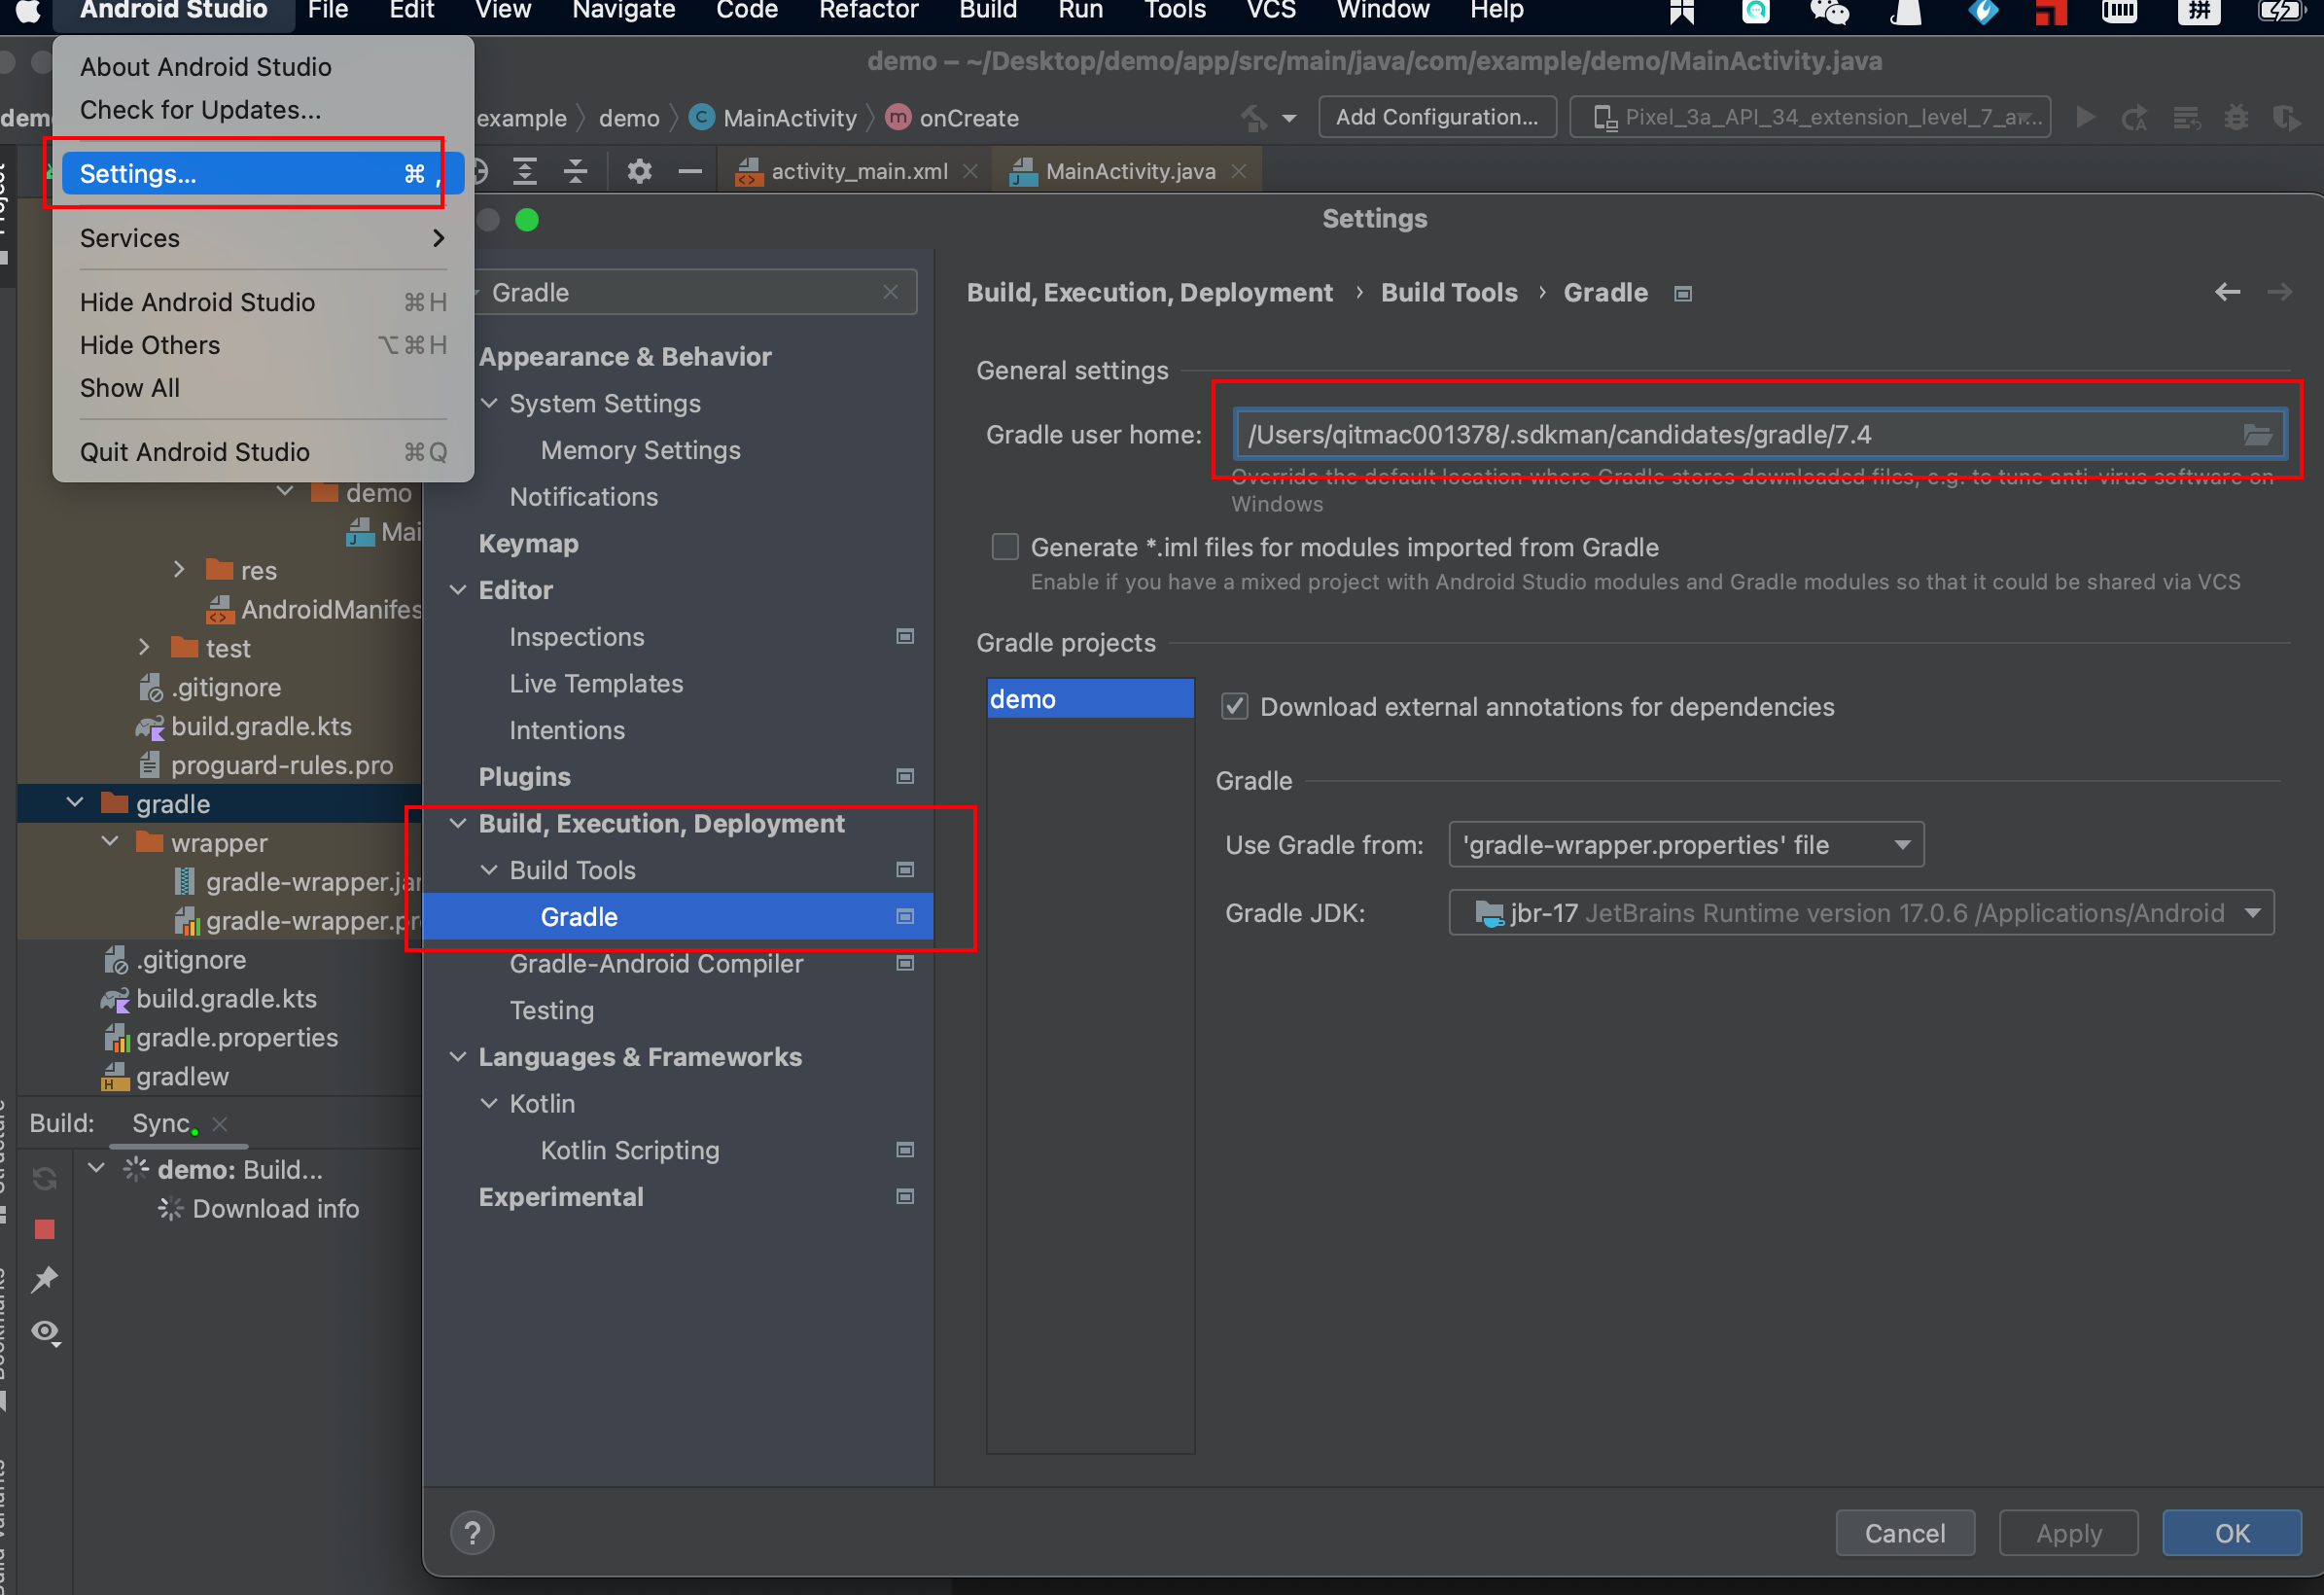 Android Studio File Edit View Navigate Code Refactor Build Run Tools VCS Window Help 拼
demo – ~/Desktop/demo/app/src/main/java/com/example/demo/MainActivity.java
About Android Studio
Check for Updates...
Settings... ⌘ ,
Services
Hide Android Studio ⌘H
Hide Others ⌥⌘H
Show All
Quit Android Studio ⌘Q
example demo C MainActivity m onCreate
Add Configuration... Pixel_3a_API_34_extension_level_7_ar...
activity_main.xml MainActivity.java
Settings
Gradle
Appearance & Behavior
System Settings
Memory Settings
Notifications
Keymap
Editor
Inspections
Live Templates
Intentions
Plugins
Build, Execution, Deployment
Build Tools
Gradle
Gradle-Android Compiler
Testing
Languages & Frameworks
Kotlin
Kotlin Scripting
Experimental
Build, Execution, Deployment › Build Tools › Gradle
General settings
Gradle user home: /Users/qitmac001378/.sdkman/candidates/gradle/7.4
Override the default location where Gradle stores downloaded files, e.g. to tune anti-virus software on
Windows
Generate *.iml files for modules imported from Gradle
Enable if you have a mixed project with Android Studio modules and Gradle modules so that it could be shared via VCS
Gradle projects
demo
Download external annotations for dependencies
Gradle
Use Gradle from: 'gradle-wrapper.properties' file
Gradle JDK: jbr-17 JetBrains Runtime version 17.0.6 /Applications/Android
Cancel Apply OK
?
demo
Mai
res
AndroidManifes
test
.gitignore
build.gradle.kts
proguard-rules.pro
gradle
wrapper
gradle-wrapper.jar
gradle-wrapper.pr
.gitignore
build.gradle.kts
gradle.properties
gradlew
Build: Sync
demo: Build...
Download info
Project
Structure
Bookmarks
Build Variants